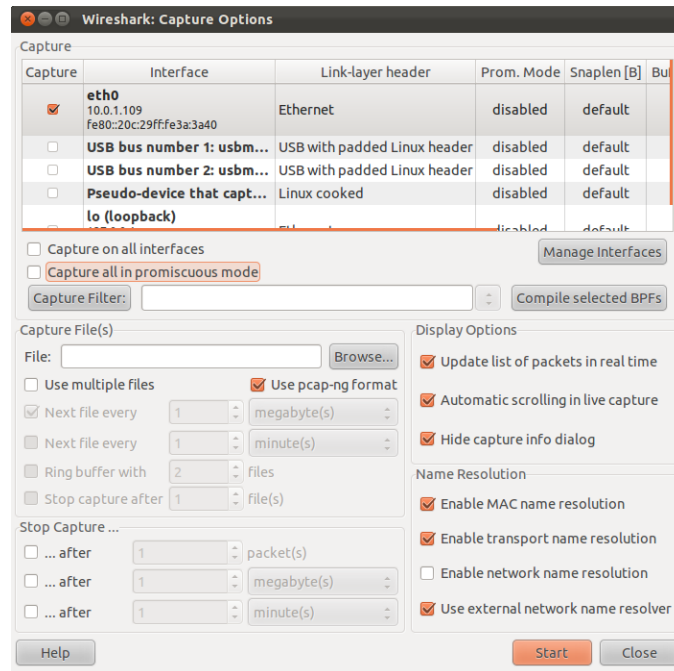 Wireshark: Capture Options
Capture
Capture Interface Link-layer header Prom. Mode Snaplen [B] Buf
eth0
10.0.1.109
fe80::20c:29ff:fe3a:3a40
Ethernet disabled default
USB bus number 1: usbm... USB with padded Linux header disabled default
USB bus number 2: usbm... USB with padded Linux header disabled default
Pseudo-device that capt... Linux cooked disabled default
lo (loopback)
Capture on all interfaces
Manage Interfaces
Capture all in promiscuous mode
Capture Filter: Compile selected BPFs
Capture File(s)
File: Browse...
Use multiple files Use pcap-ng format
Next file every 1 megabyte(s)
Next file every 1 minute(s)
Ring buffer with 2 files
Stop capture after 1 file(s)
Stop Capture ...
... after 1 packet(s)
... after 1 megabyte(s)
... after 1 minute(s)
Display Options
Update list of packets in real time
Automatic scrolling in live capture
Hide capture info dialog
Name Resolution
Enable MAC name resolution
Enable transport name resolution
Enable network name resolution
Use external network name resolver
Help Start Close